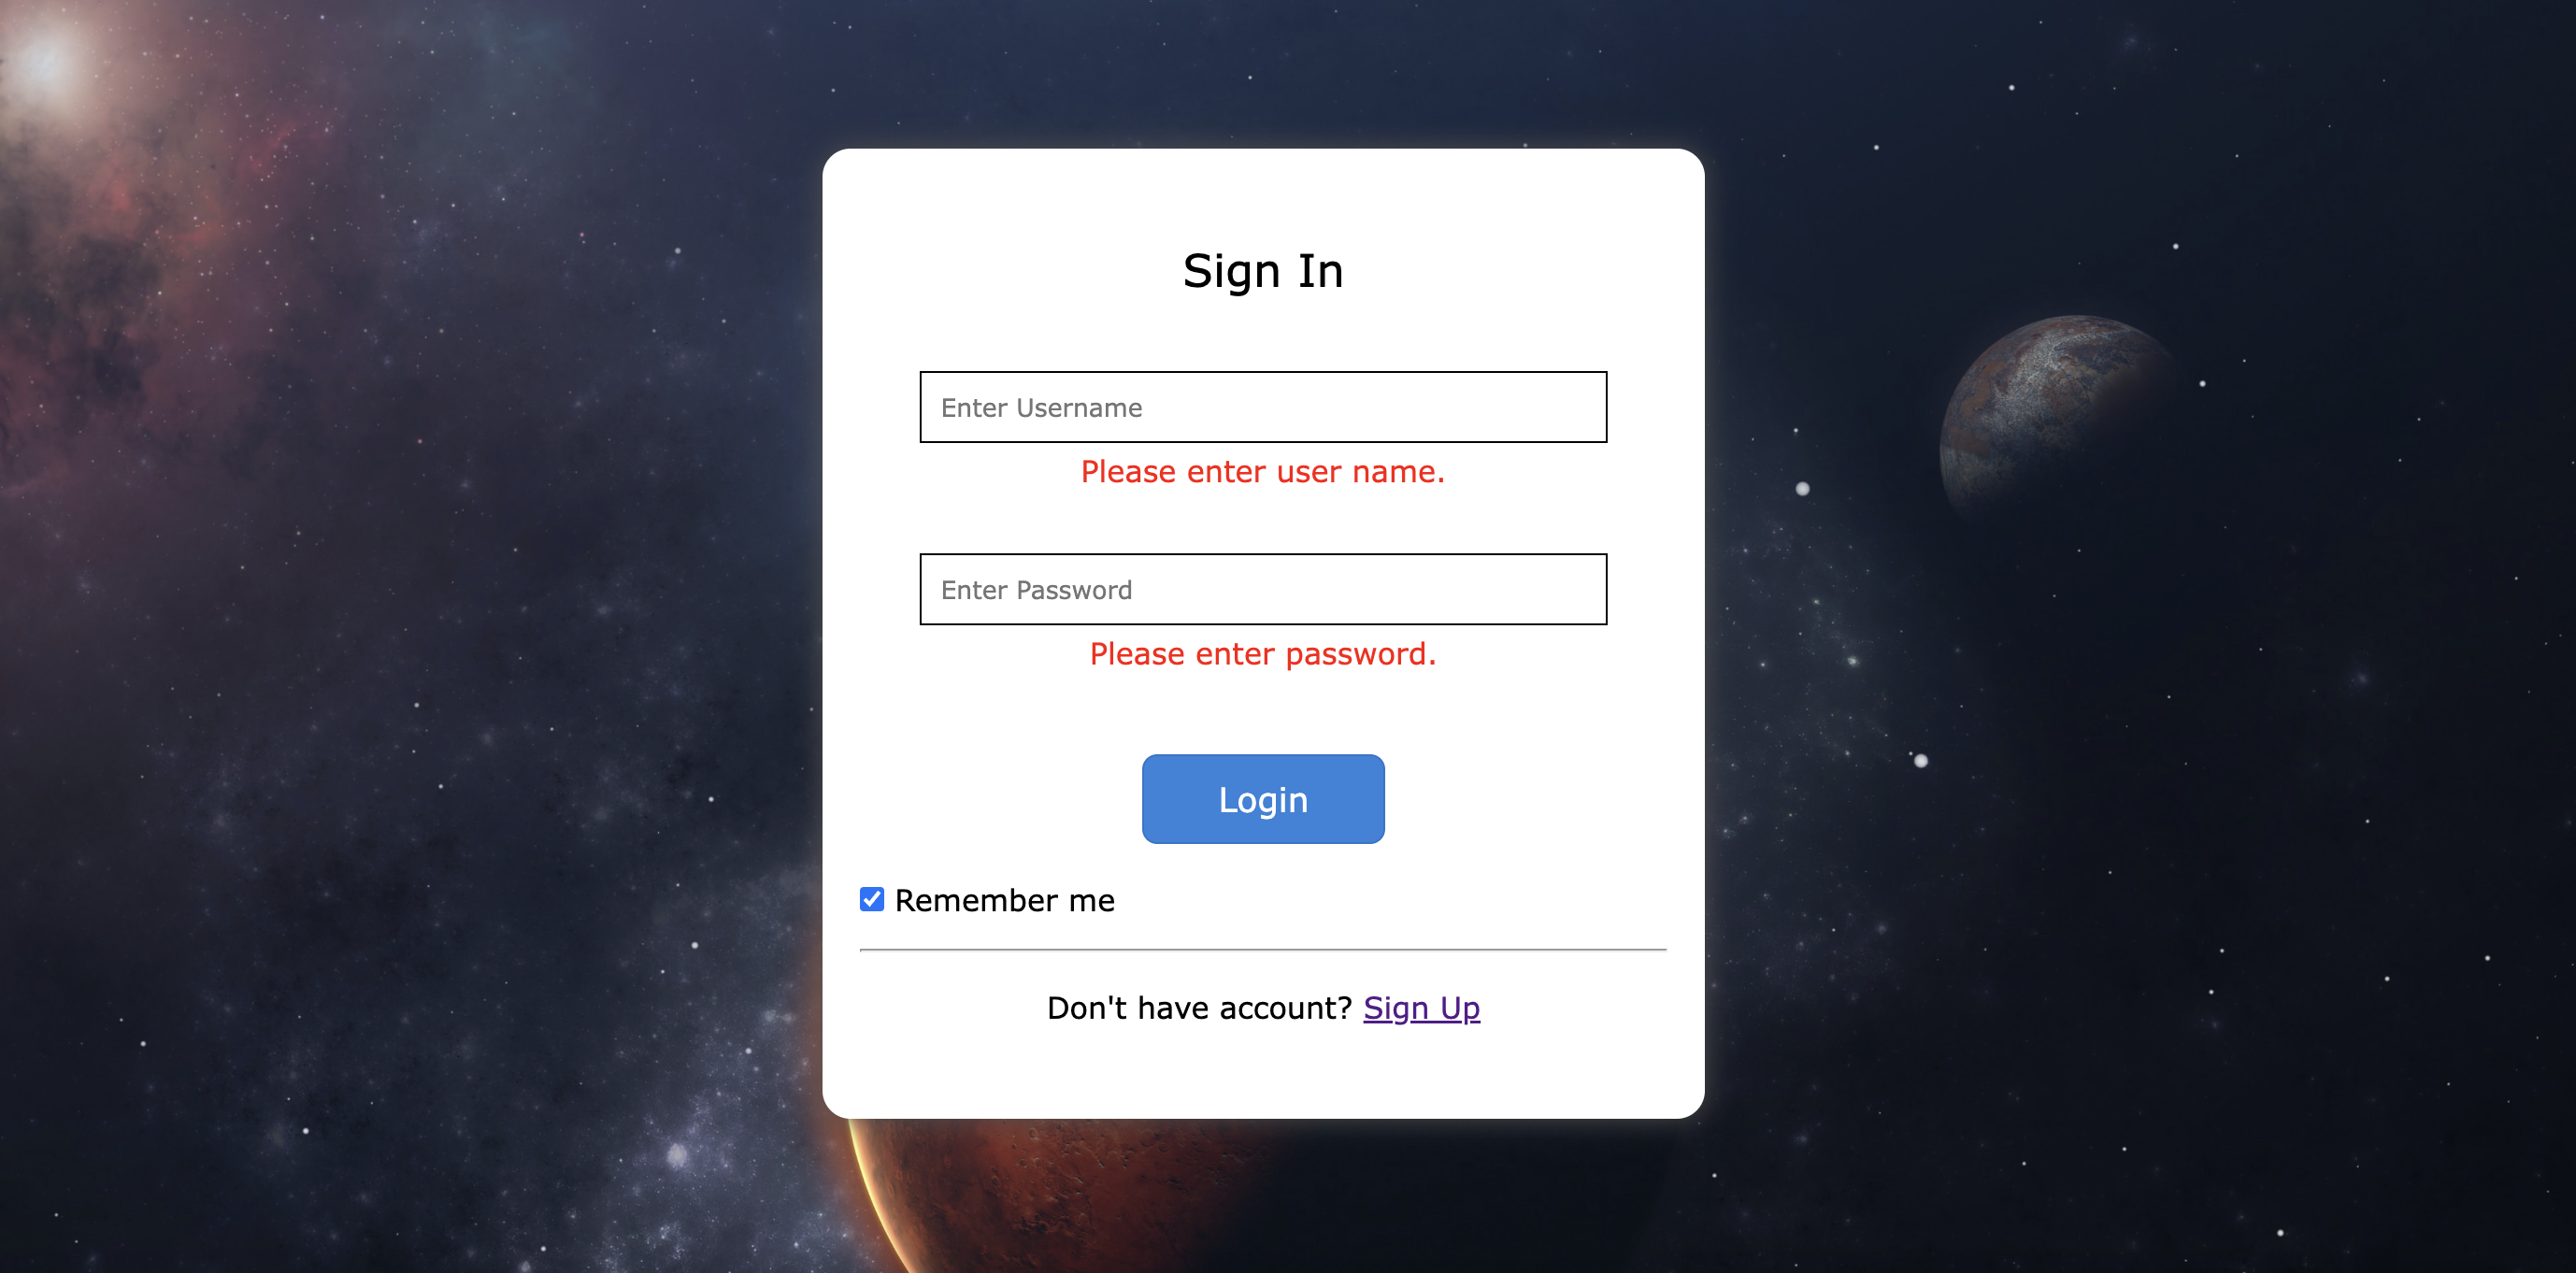 Sign In
Enter Username
Please enter user name.
Enter Password
Please enter password.
Login
Remember me
Don't have account? Sign Up